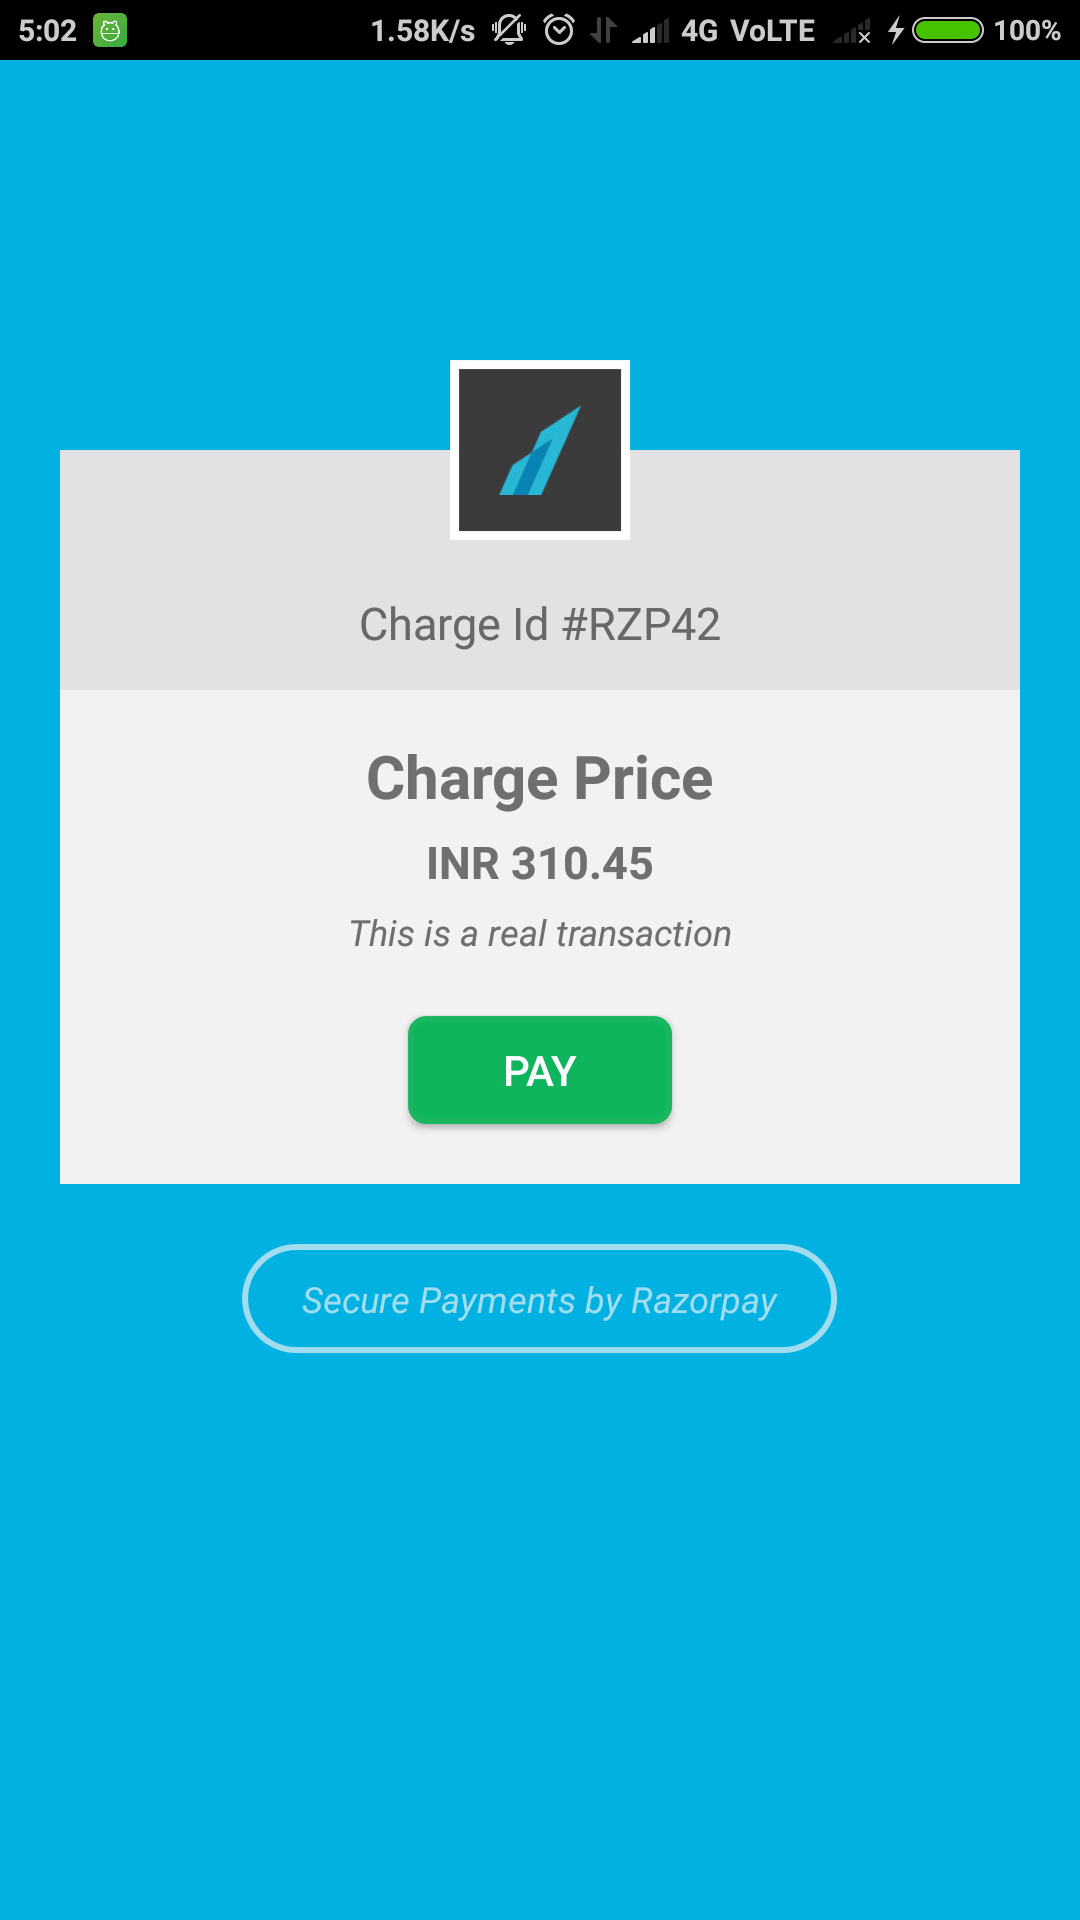 5:02 1.58K/s 4G VoLTE 100%
Charge Id #RZP42
Charge Price
INR 310.45
This is a real transaction
PAY
Secure Payments by Razorpay